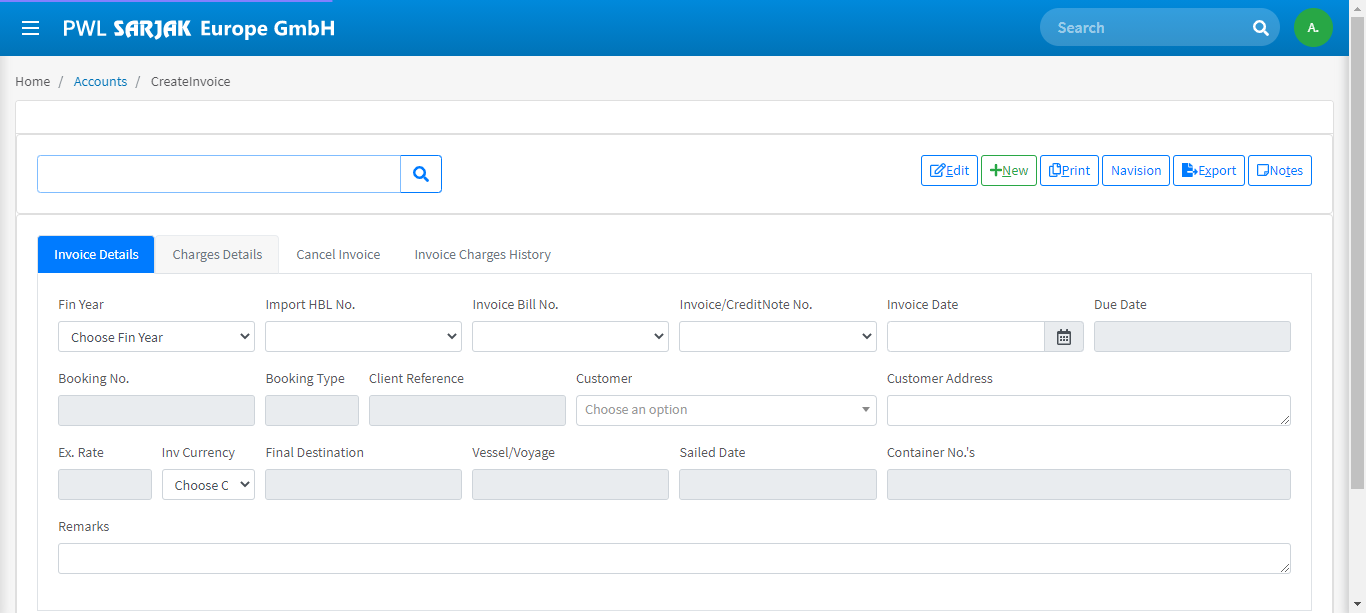 PWL SARJAK Europe GmbH
Search
A.
Home / Accounts / CreateInvoice
Edit New Print Navision Export Notes
Invoice Details Charges Details Cancel Invoice Invoice Charges History
Fin Year Import HBL No. Invoice Bill No. Invoice/CreditNote No. Invoice Date Due Date
Choose Fin Year
Booking No. Booking Type Client Reference Customer Customer Address
Choose an option
Ex. Rate Inv Currency Final Destination Vessel/Voyage Sailed Date Container No.'s
Choose C
Remarks